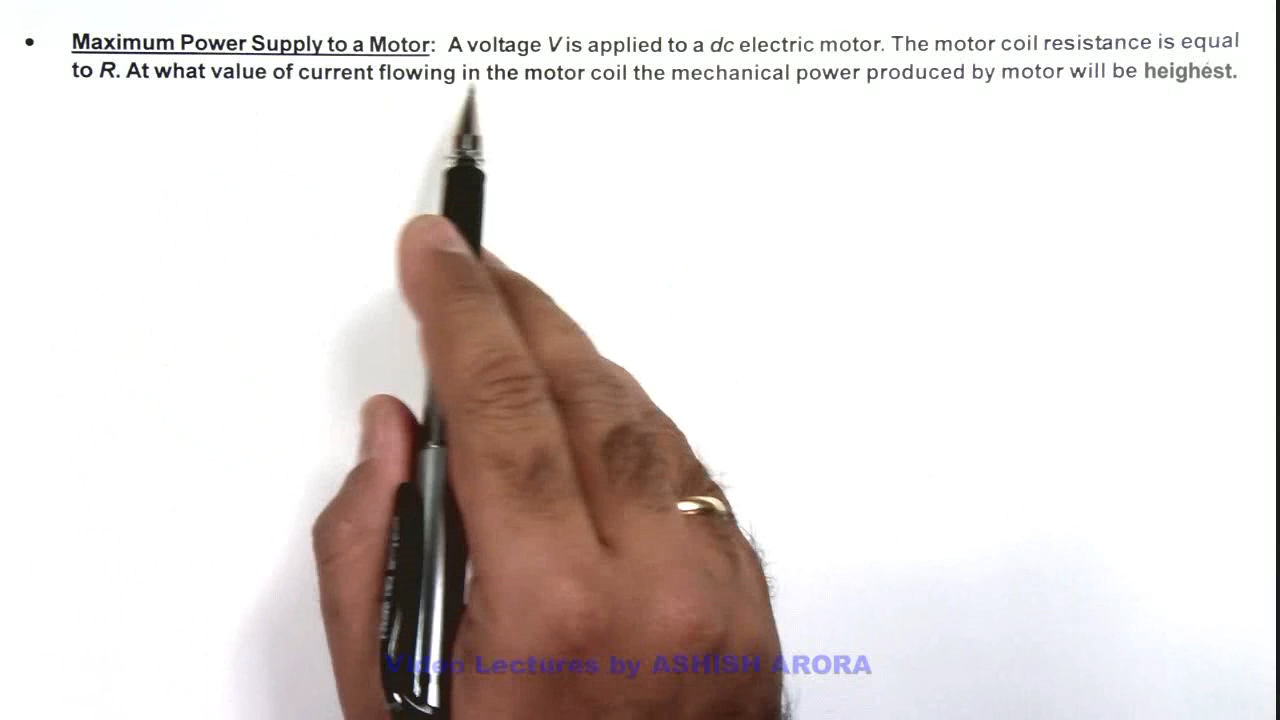 • Maximum Power Supply to a Motor: A voltage V is applied to a dc electric motor. The motor coil resistance is equal
to R. At what value of current flowing in the motor coil the mechanical power produced by motor will be heighest.
Video Lectures by ASHISH ARORA